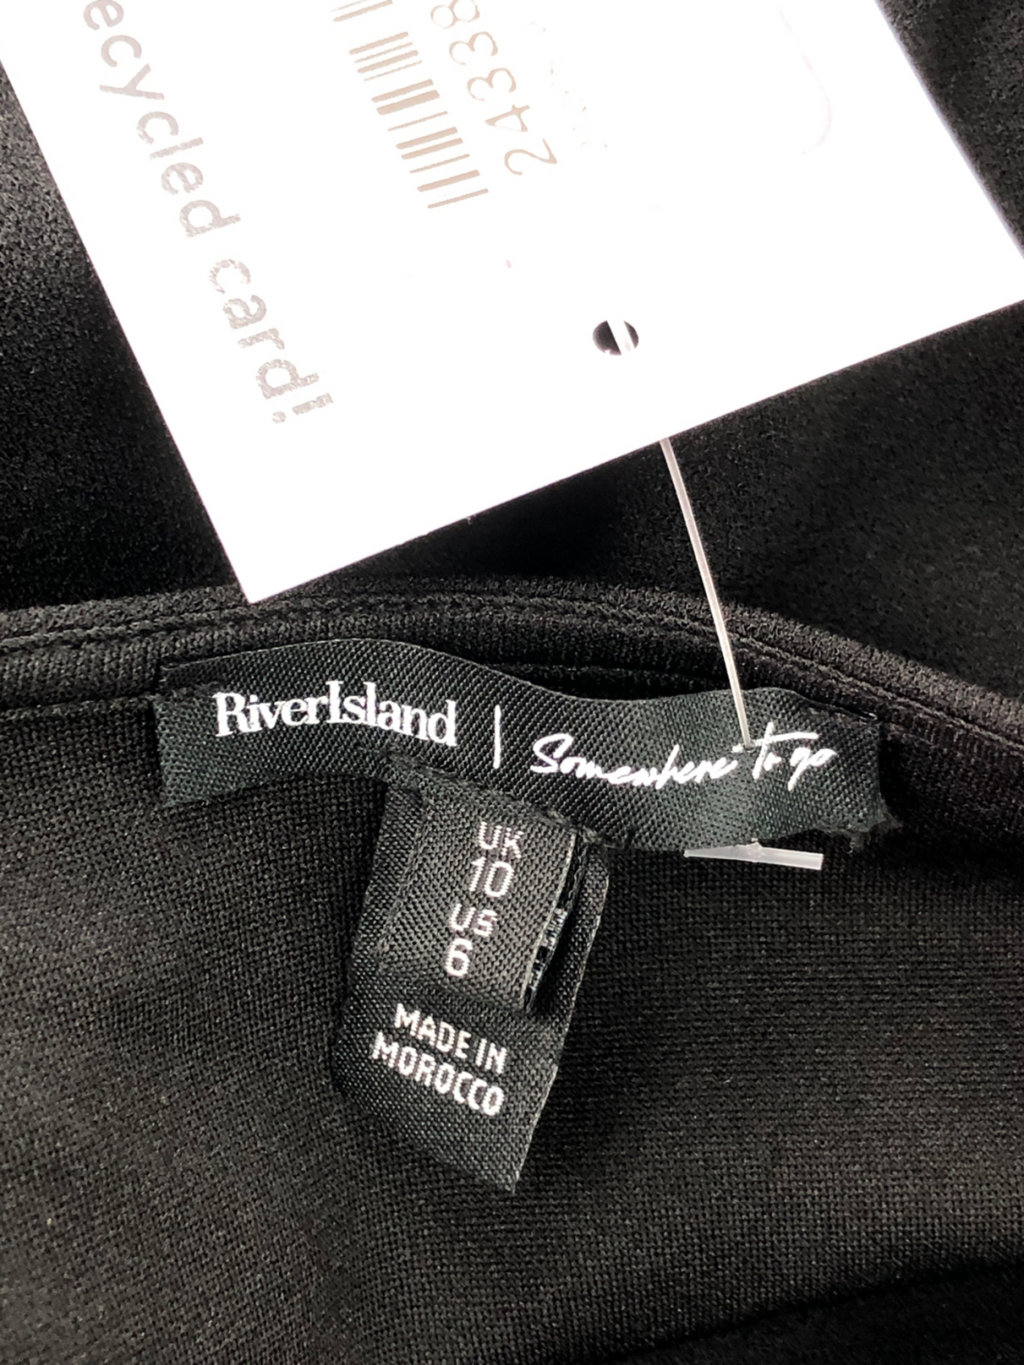 ecycled card!
24338
RiverIsland | Somewhere to go
UK
10
US
6
MADE IN
MOROCCO